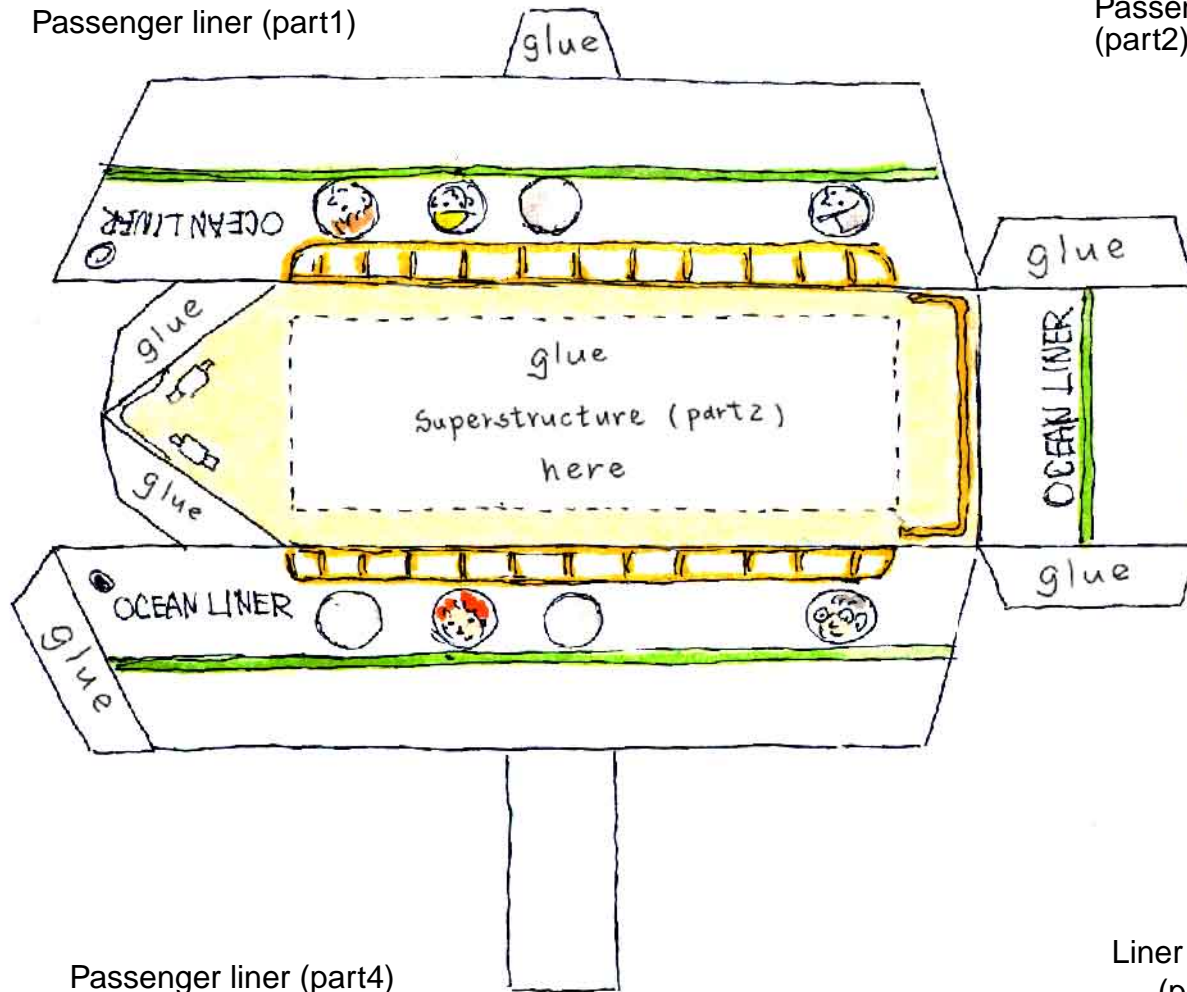 Passenger liner (part1)
glue
(part2)
OCEAN LINER
glue
glue
OCEAN LINER
glue
Superstructure (part2)
here
glue
glue
OCEAN LINER
glue
Passenger liner (part4)
Liner